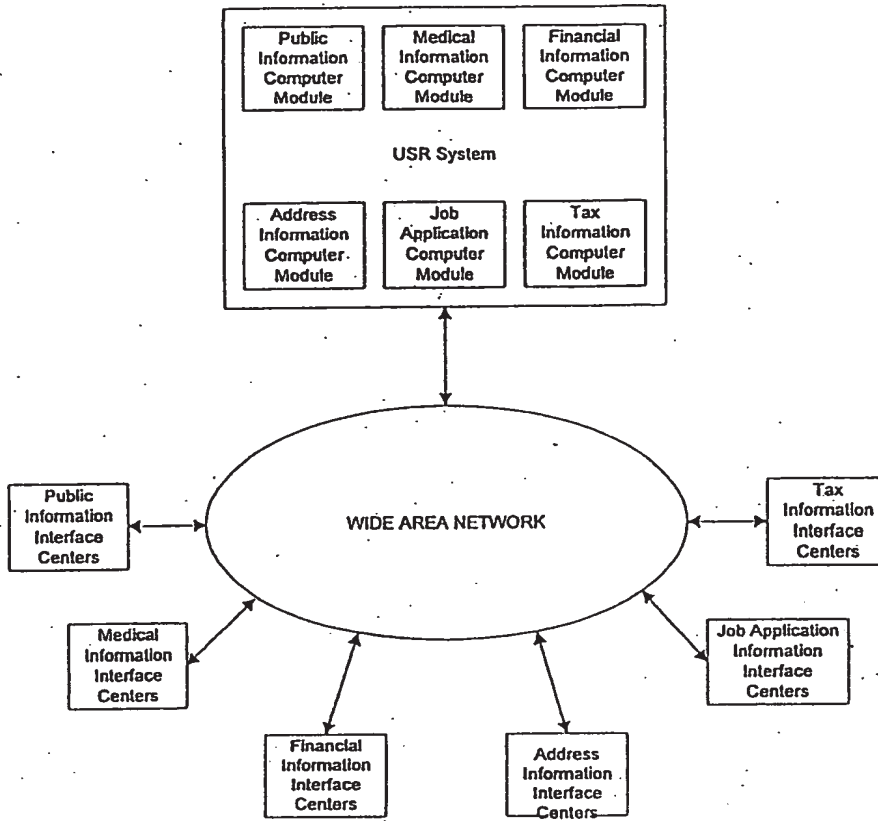 Public
Information
Computer
Module
Medical
Information
Computer
Module
Financial
Information
Computer
Module
USR System
Address
Information
Computer
Module
Job
Application
Computer
Module
Tax
Information
Computer
Module
WIDE AREA NETWORK
Public
Information
Interface
Centers
Tax
Information
Interface
Centers
Medical
Information
Interface
Centers
Job Application
Information
Interface
Centers
Financial
Information
Interface
Centers
Address
Information
Interface
Centers